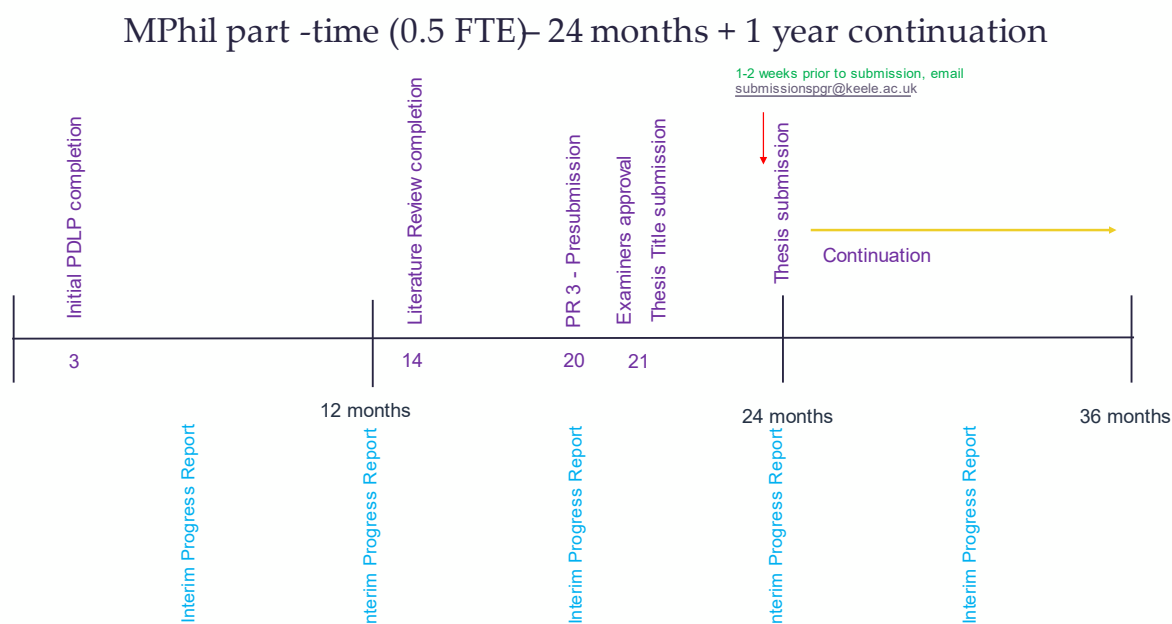 MPhil part -time (0.5 FTE)– 24 months + 1 year continuation
1-2 weeks prior to submission, email
submissionspgr@keele.ac.uk
Initial PDLP completion
Literature Review completion
PR 3 - Presubmission
Examiners approval
Thesis Title submission
Thesis submission
Continuation
3
14
20
21
12 months
24 months
36 months
Interim Progress Report
nterim Progress Report
Interim Progress Report
nterim Progress Report
Interim Progress Report